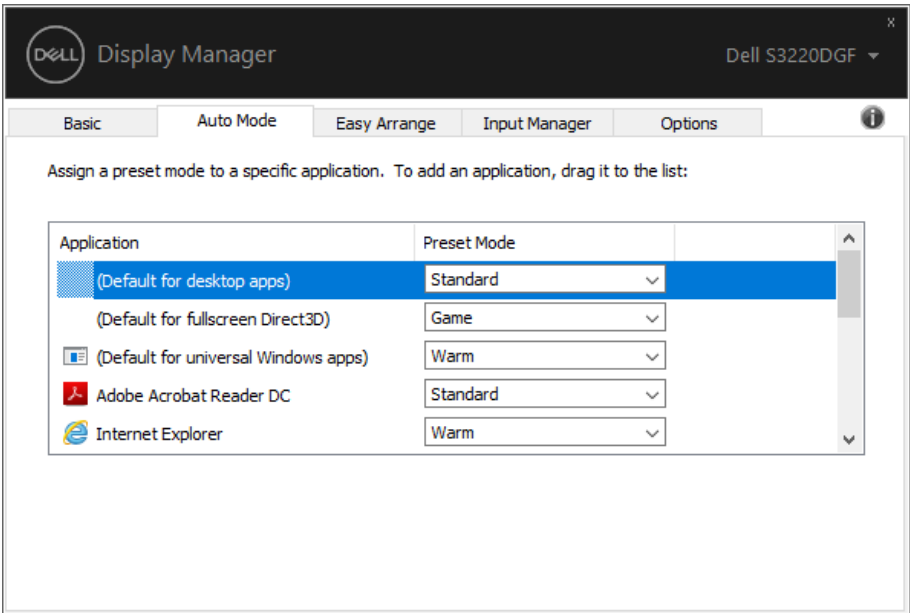 DELL Display Manager Dell S3220DGF
x
Basic Auto Mode Easy Arrange Input Manager Options
Assign a preset mode to a specific application. To add an application, drag it to the list:
Application Preset Mode
(Default for desktop apps) Standard
(Default for fullscreen Direct3D) Game
(Default for universal Windows apps) Warm
Adobe Acrobat Reader DC Standard
Internet Explorer Warm